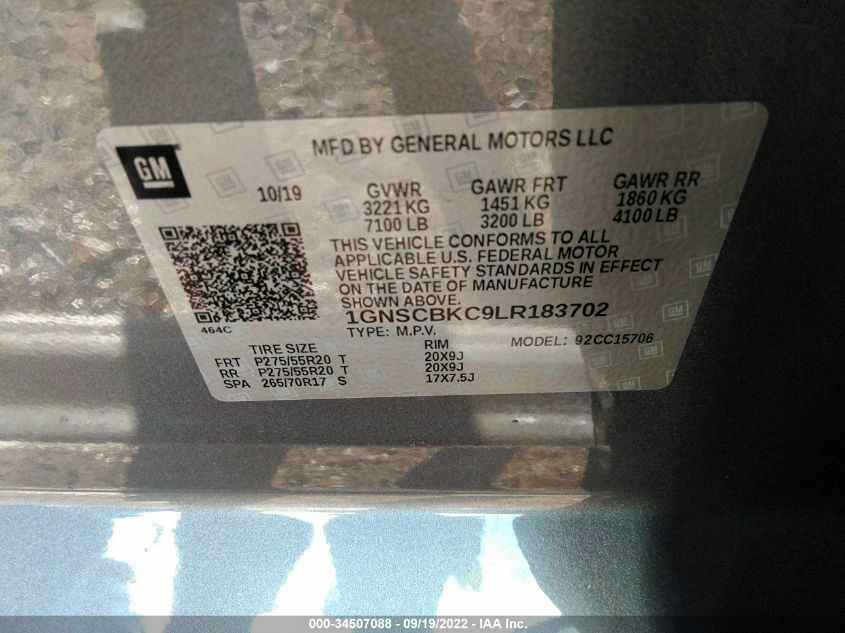 MFD BY GENERAL MOTORS LLC
GM
10/19 GVWR GAWR FRT GAWR RR
3221 KG 1451 KG 1860 KG
7100 LB 3200 LB 4100 LB
THIS VEHICLE CONFORMS TO ALL
APPLICABLE U.S. FEDERAL MOTOR
VEHICLE SAFETY STANDARDS IN EFFECT
ON THE DATE OF MANUFACTURE
SHOWN ABOVE.
464C
1GNSCBKC9LR183702
TYPE: M.P.V. MODEL: 92CC15706
TIRE SIZE RIM
FRT P275/55R20 T 20X9J
RR P275/55R20 T 20X9J
SPA 265/70R17 S 17X7.5J
000-34507088 - 09/19/2022 - IAA Inc.